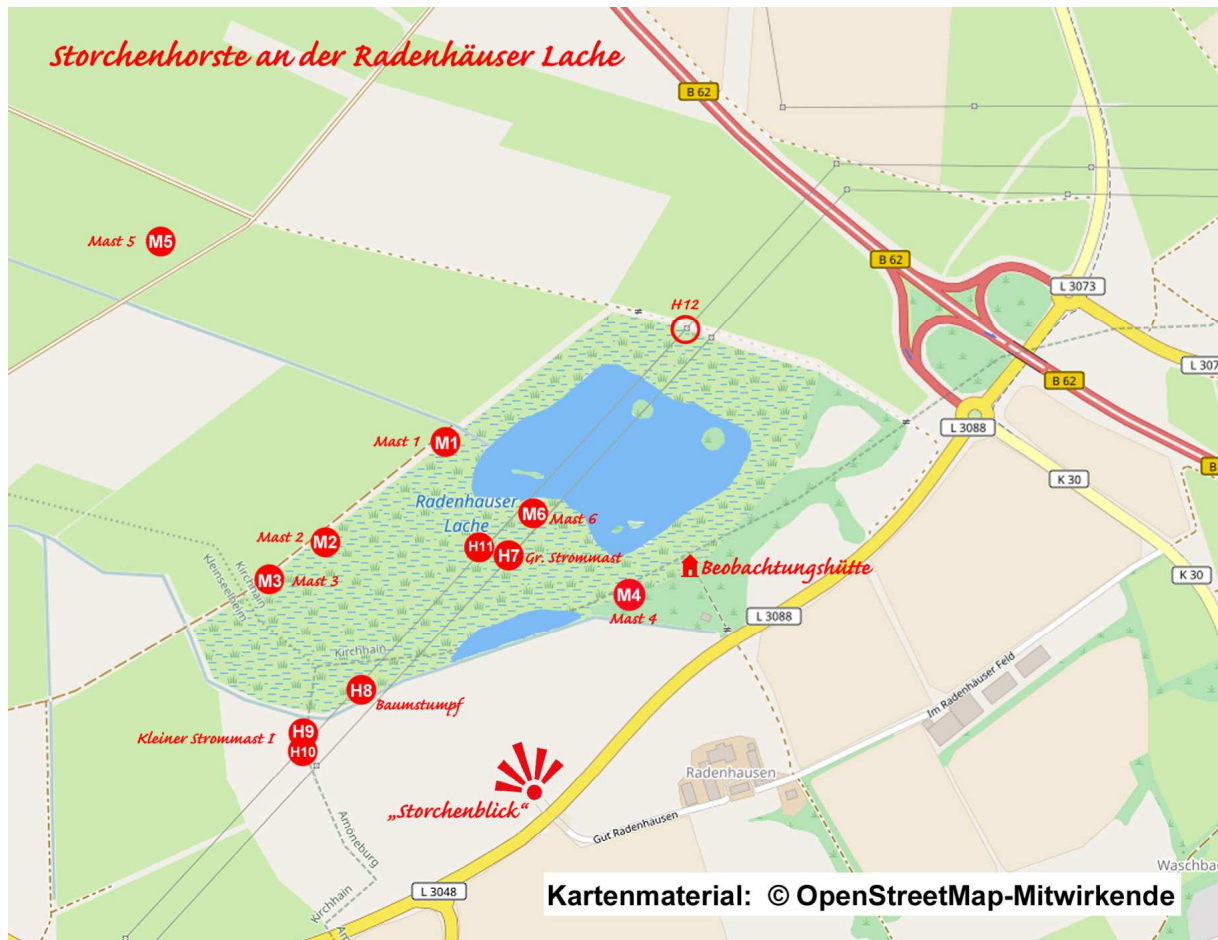 Storchenhorste an der Radenhäuser Lache
B 62
Mast 5 M5
B 62
L 3073
H12
L 307
B 62
Mast 1 M1
L 3088
B
K 30
Radenhauser
Lache
M6 Mast 6
Mast 2 M2
H11
H7 Gr. Strommast
Kleinseelheim
Kirchhain
M3 Mast 3
Beobachtungshütte
K 30
M4
Mast 4
L 3088
Kirchhain
Im Radenhäuser Feld
H8
Baumstumpf
Kleiner Strommast I H9
H10
Radenhausen
„Storchenblick“
Gut Radenhausen
Amöneburg
Kirchhain
Am
Waschba
L 3048
Kartenmaterial: © OpenStreetMap-Mitwirkende